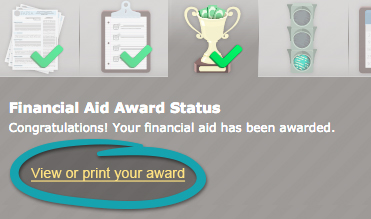 Financial Aid Award Status
Congratulations! Your financial aid has been awarded.
View or print your award